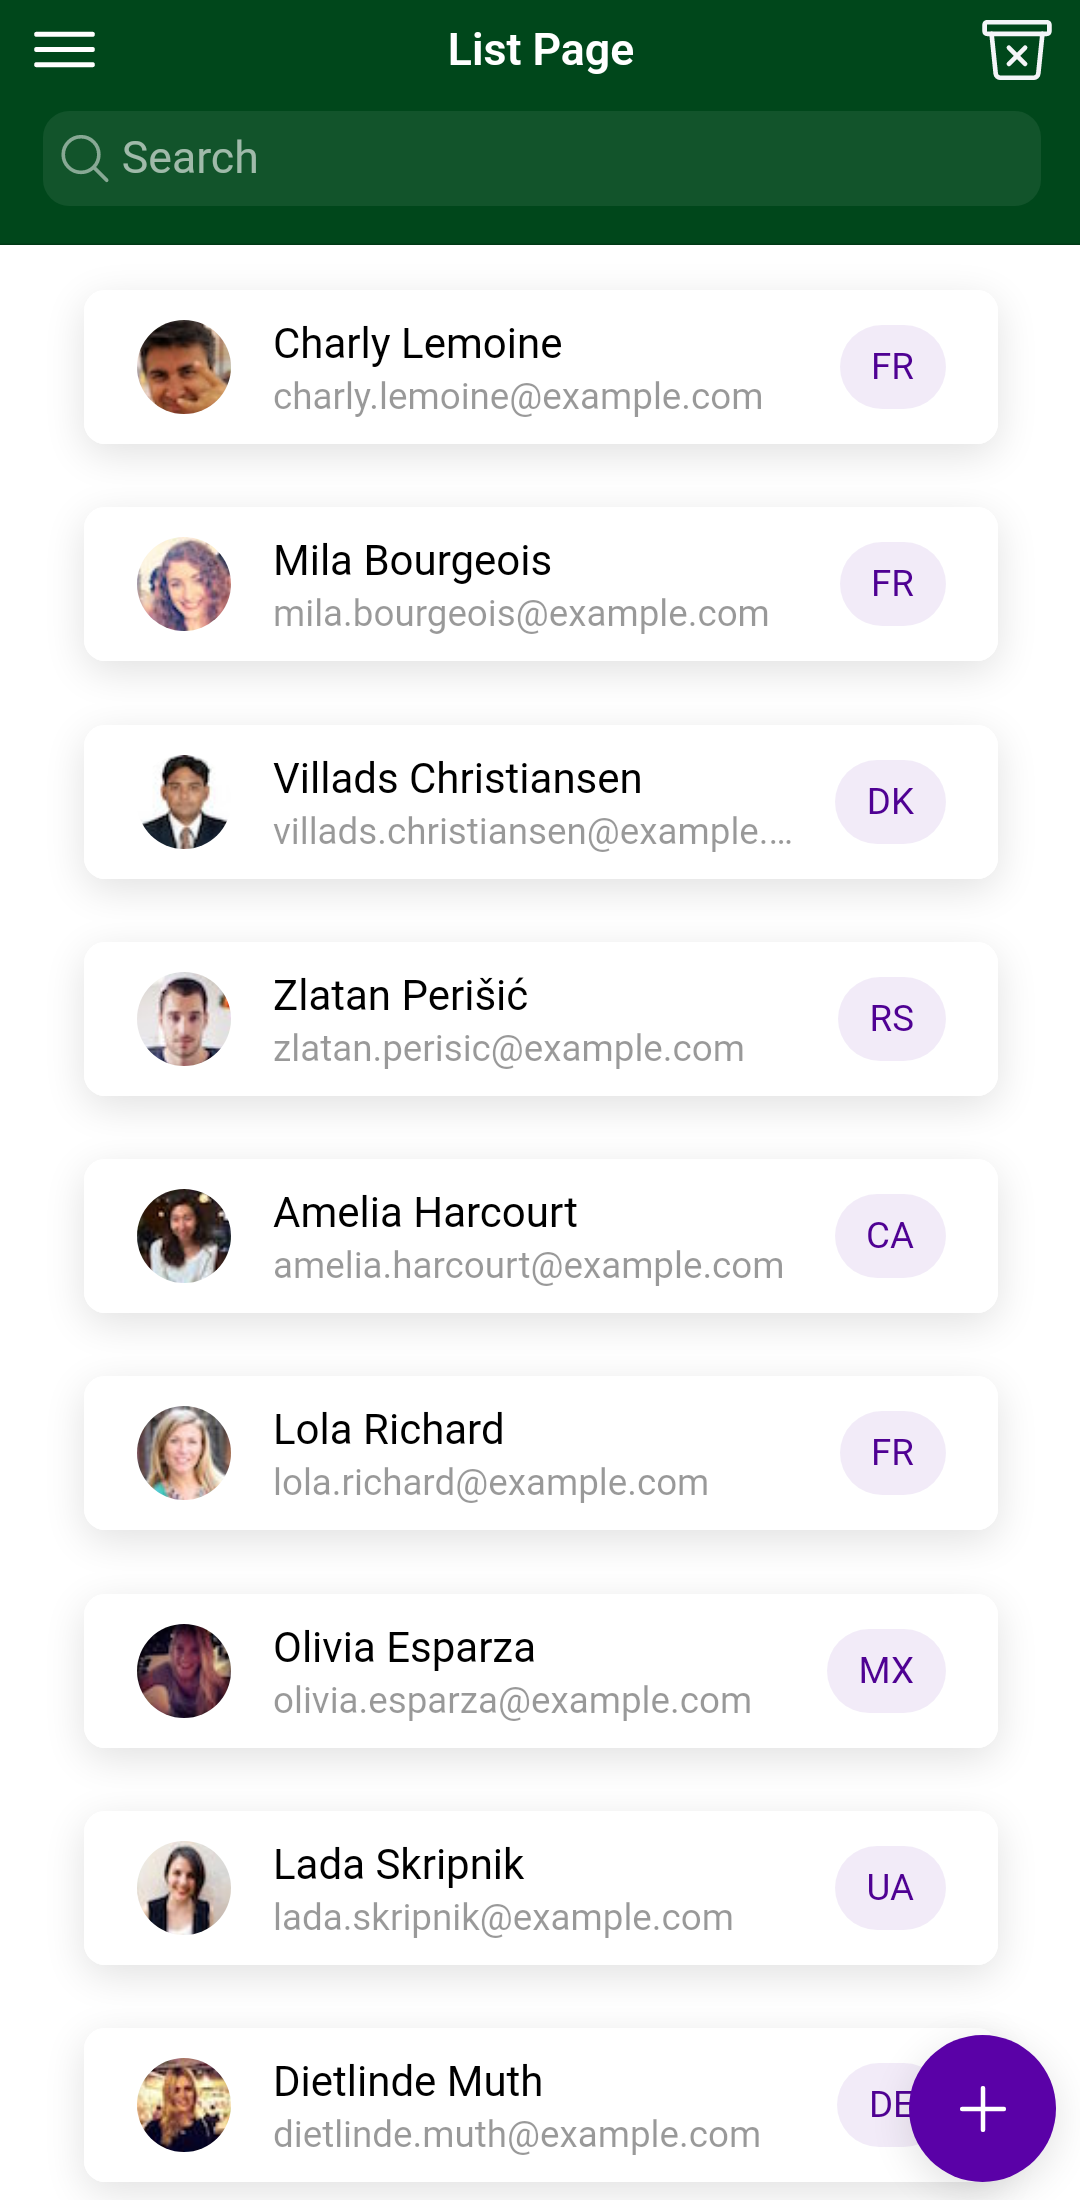 List Page
Search
Charly Lemoine
charly.lemoine@example.com
FR
Mila Bourgeois
mila.bourgeois@example.com
FR
Villads Christiansen
villads.christiansen@example.…
DK
Zlatan Perišić
zlatan.perisic@example.com
RS
Amelia Harcourt
amelia.harcourt@example.com
CA
Lola Richard
lola.richard@example.com
FR
Olivia Esparza
olivia.esparza@example.com
MX
Lada Skripnik
lada.skripnik@example.com
UA
Dietlinde Muth
dietlinde.muth@example.com
DE